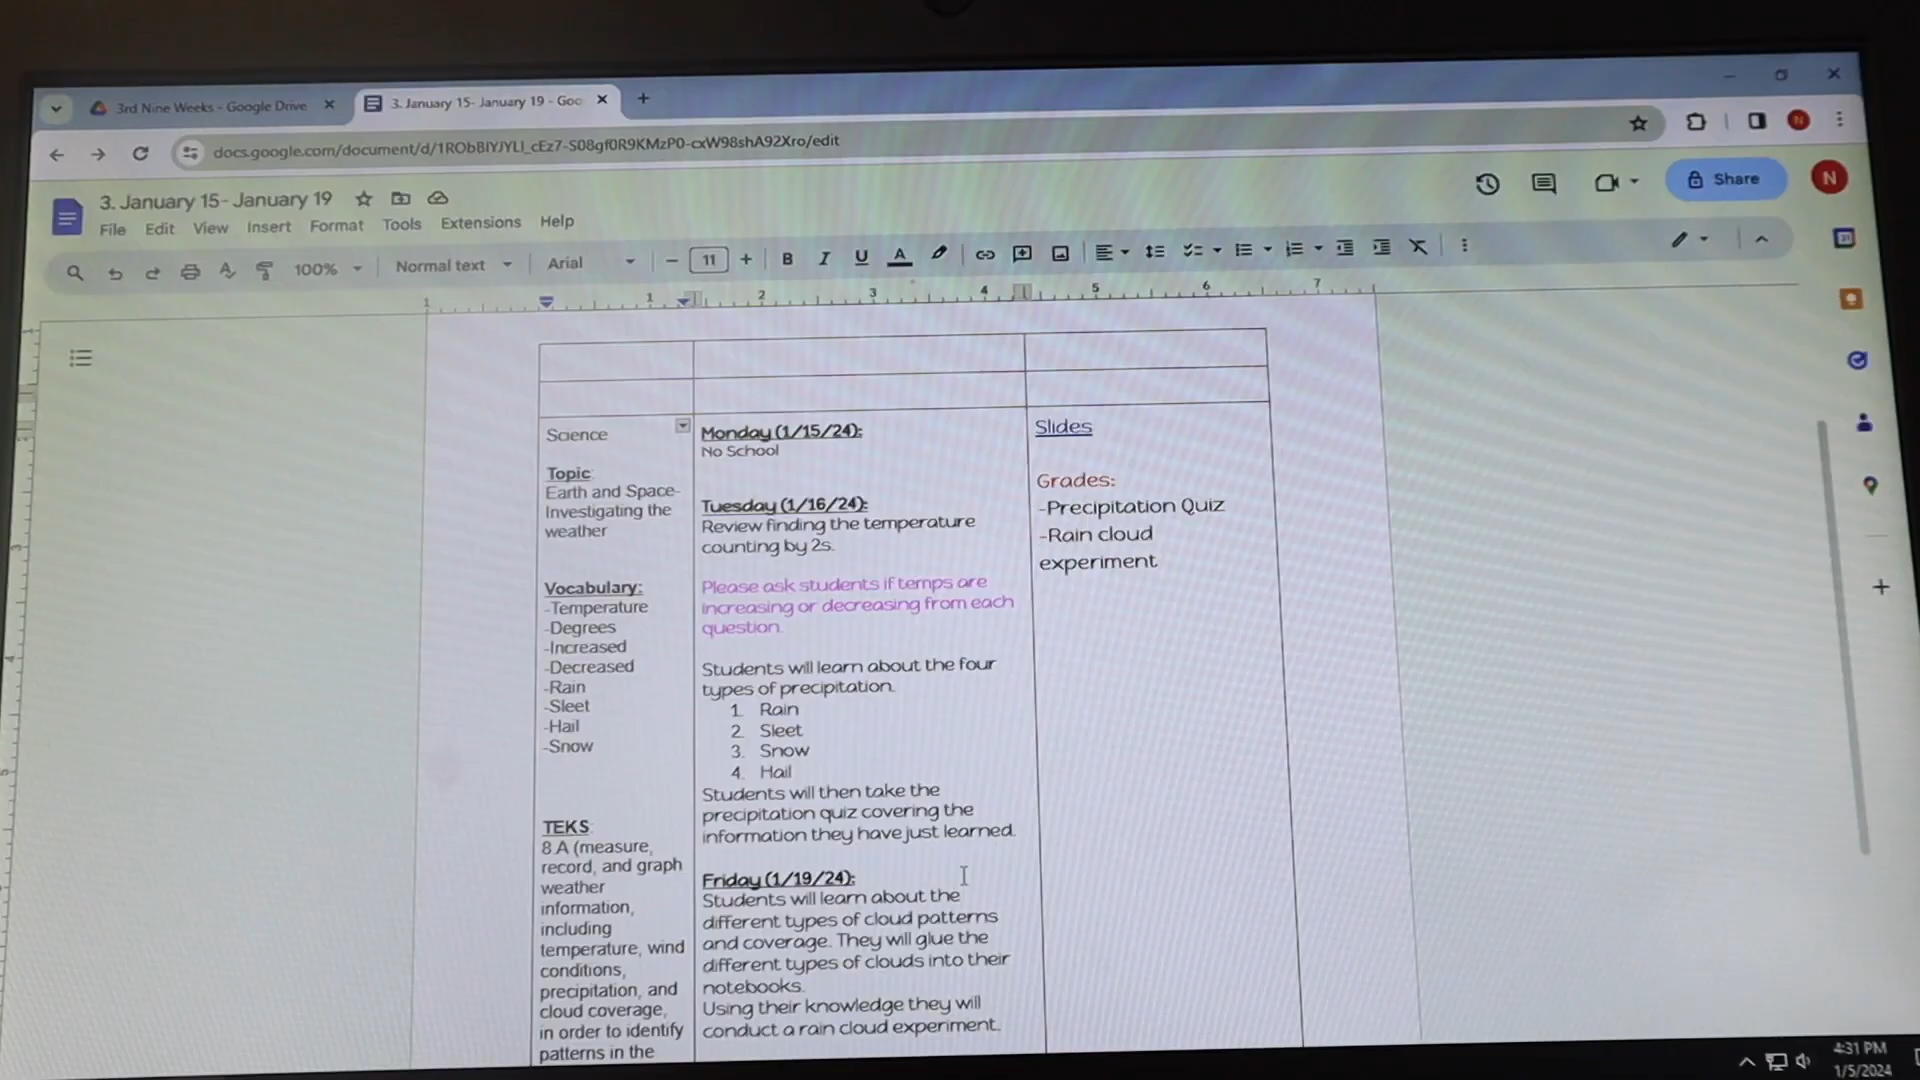 3rd Nine Weeks - Google Drive
3. January 15- January 19 - Goo
docs.google.com/document/d/1RObBIYJYLI_cEz7-S08gf0R9KMzP0-cxW98shA92Xro/edit
N
3. January 15- January 19
Share
N
File Edit View Insert Format Tools Extensions Help
100% Normal text Arial 11 B I U A
1 1 2 3 4 5 6 7
Science
Topic:
Earth and Space-
Investigating the
weather
Vocabulary:
-Temperature
-Degrees
-Increased
-Decreased
-Rain
-Sleet
-Hail
-Snow
TEKS:
8.A (measure,
record, and graph
weather
information,
including
temperature, wind
conditions,
precipitation, and
cloud coverage,
in order to identify
patterns in the
Monday (1/15/24):
No School
Tuesday (1/16/24):
Review finding the temperature
counting by 2s.
Please ask students if temps are
increasing or decreasing from each
question.
Students will learn about the four
types of precipitation.
1. Rain
2. Sleet
3. Snow
4. Hail
Students will then take the
precipitation quiz covering the
information they have just learned.
Friday (1/19/24):
Students will learn about the
different types of cloud patterns
and coverage. They will glue the
different types of clouds into their
notebooks.
Using their knowledge they will
conduct a rain cloud experiment.
Slides
Grades:
-Precipitation Quiz
-Rain cloud
experiment
4:31 PM
1/5/2024